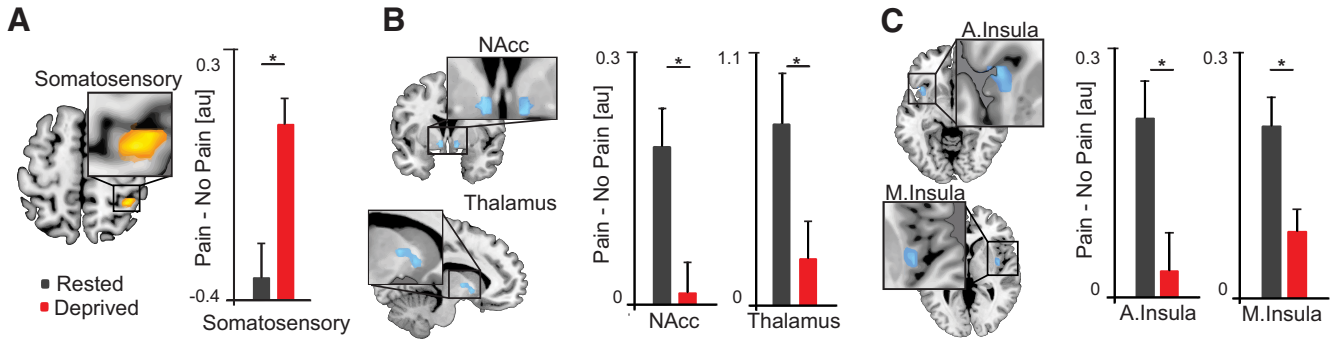 A
Somatosensory
Rested
Deprived
Pain - No Pain [au]
0.3
*
-0.4
Somatosensory
B
NAcc
Thalamus
Pain - No Pain [au]
0.3
*
0
NAcc
1.1
*
1
Thalamus
C
A.Insula
M.Insula
Pain - No Pain [au]
0.3
*
0
A.Insula
0.3
*
0
M.Insula